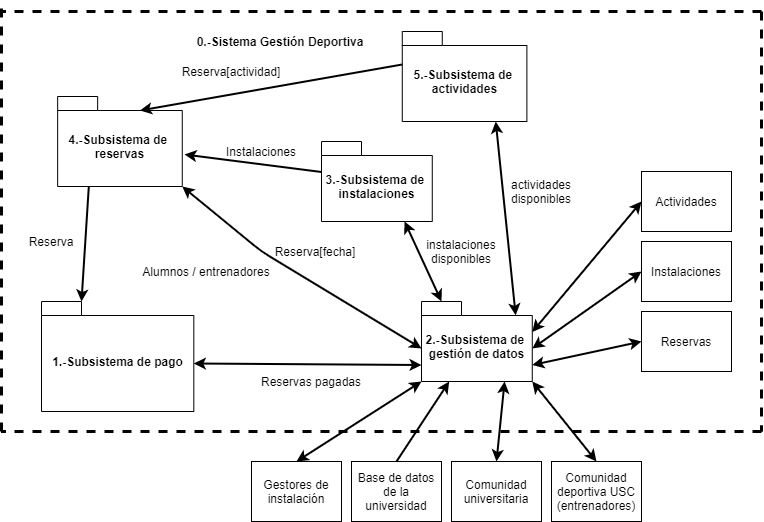 0.-Sistema Gestión Deportiva
Reserva[actividad]
5.-Subsistema de
actividades
4.-Subsistema de
reservas
Instalaciones
3.-Subsistema de
instalaciones
actividades
disponibles
Actividades
Reserva
Alumnos / entrenadores
Reserva[fecha]
instalaciones
disponibles
Instalaciones
2.-Subsistema de
gestión de datos
Reservas
1.-Subsistema de pago
Reservas pagadas
Gestores de
instalación
Base de datos
de la
universidad
Comunidad
universitaria
Comunidad
deportiva USC
(entrenadores)